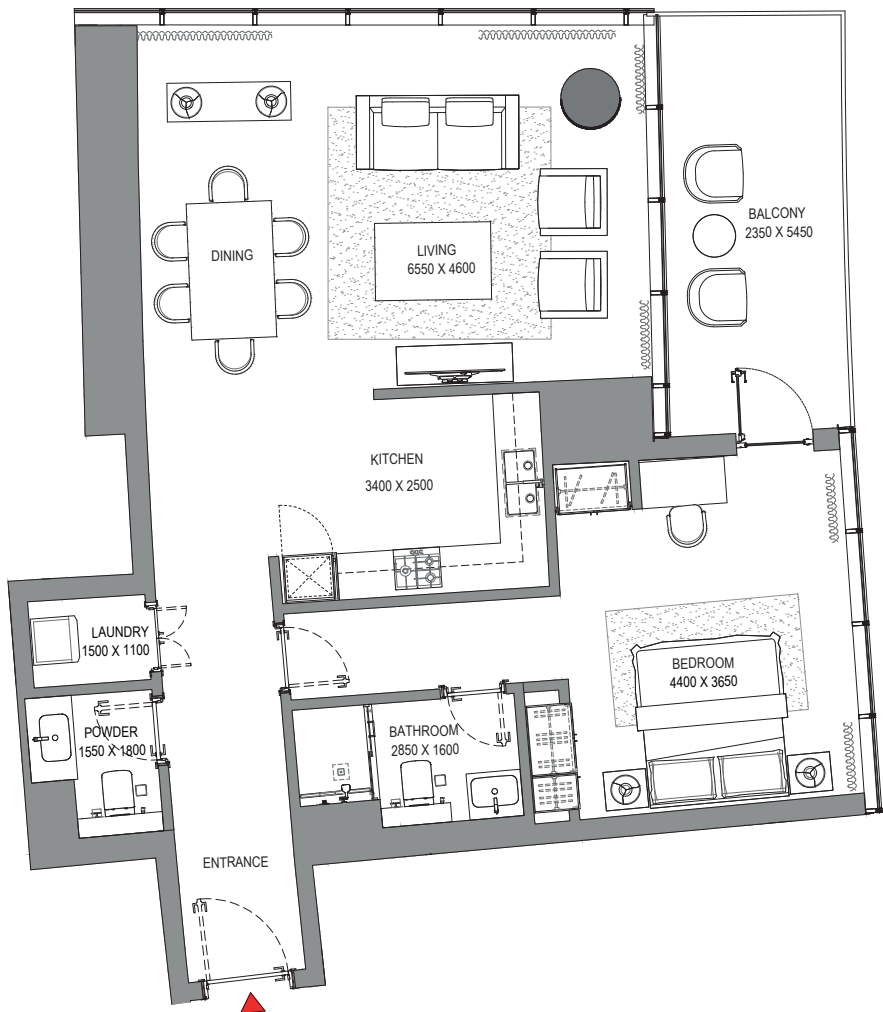 BALCONY
2350 X 5450
DINING
LIVING
6550 X 4600
KITCHEN
3400 X 2500
LAUNDRY
1500 X 1100
BEDROOM
4400 X 3650
POWDER
1550 X 1800
BATHROOM
2850 X 1600
ENTRANCE